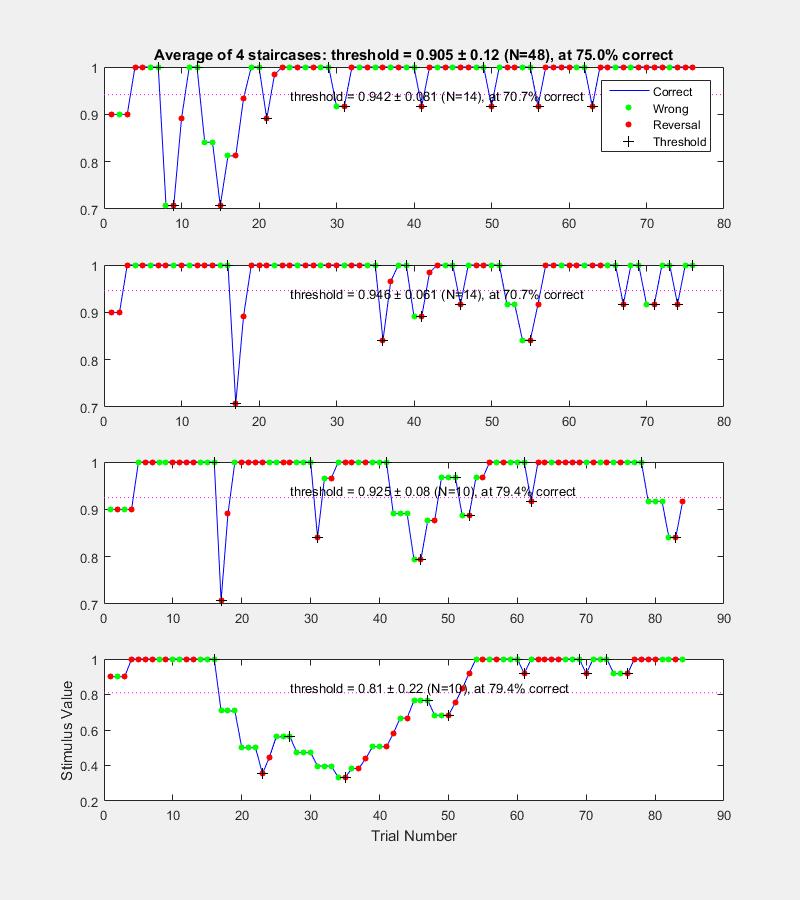 Average of 4 staircases: threshold = 0.905 ± 0.12 (N=48), at 75.0% correct
1
0.9
0.8
0.7
threshold = 0.942 ± 0.081 (N=14), at 70.7% correct
Correct
Wrong
Reversal
Threshold
0 10 20 30 40 50 60 70 80
1
0.9
0.8
0.7
threshold = 0.946 ± 0.061 (N=14), at 70.7% correct
0 10 20 30 40 50 60 70 80
1
0.9
0.8
0.7
threshold = 0.925 ± 0.08 (N=10), at 79.4% correct
0 10 20 30 40 50 60 70 80 90
1
0.8
0.6
0.4
0.2
threshold = 0.81 ± 0.22 (N=10), at 79.4% correct
Stimulus Value
0 10 20 30 40 50 60 70 80 90
Trial Number